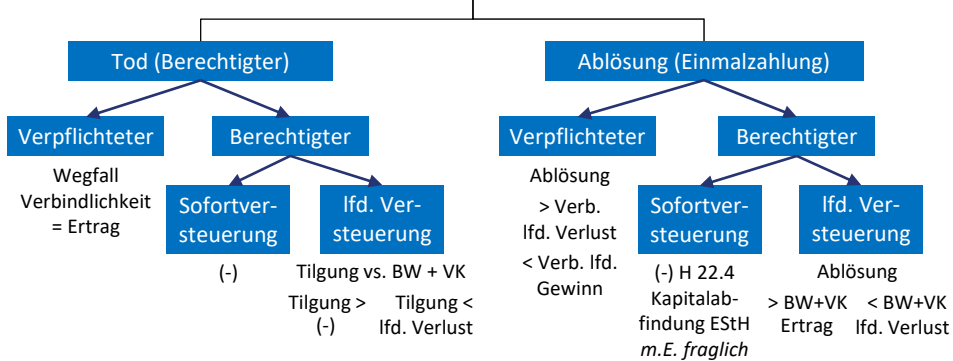 Tod (Berechtigter)
Ablösung (Einmalzahlung)
Verpflichteter
Berechtigter
Verpflichteter
Berechtigter
Wegfall
Verbindlichkeit
= Ertrag
Sofortver-
steuerung
lfd. Ver-
steuerung
(-)
Tilgung vs. BW + VK
Tilgung >
(-)
Tilgung <
lfd. Verlust
Ablösung
> Verb.
lfd. Verlust
< Verb. lfd.
Gewinn
Sofortver-
steuerung
lfd. Ver-
steuerung
(-) H 22.4
Kapitalab-
findung EStH
m.E. fraglich
Ablösung
> BW+VK
Ertrag
< BW+VK
lfd. Verlust